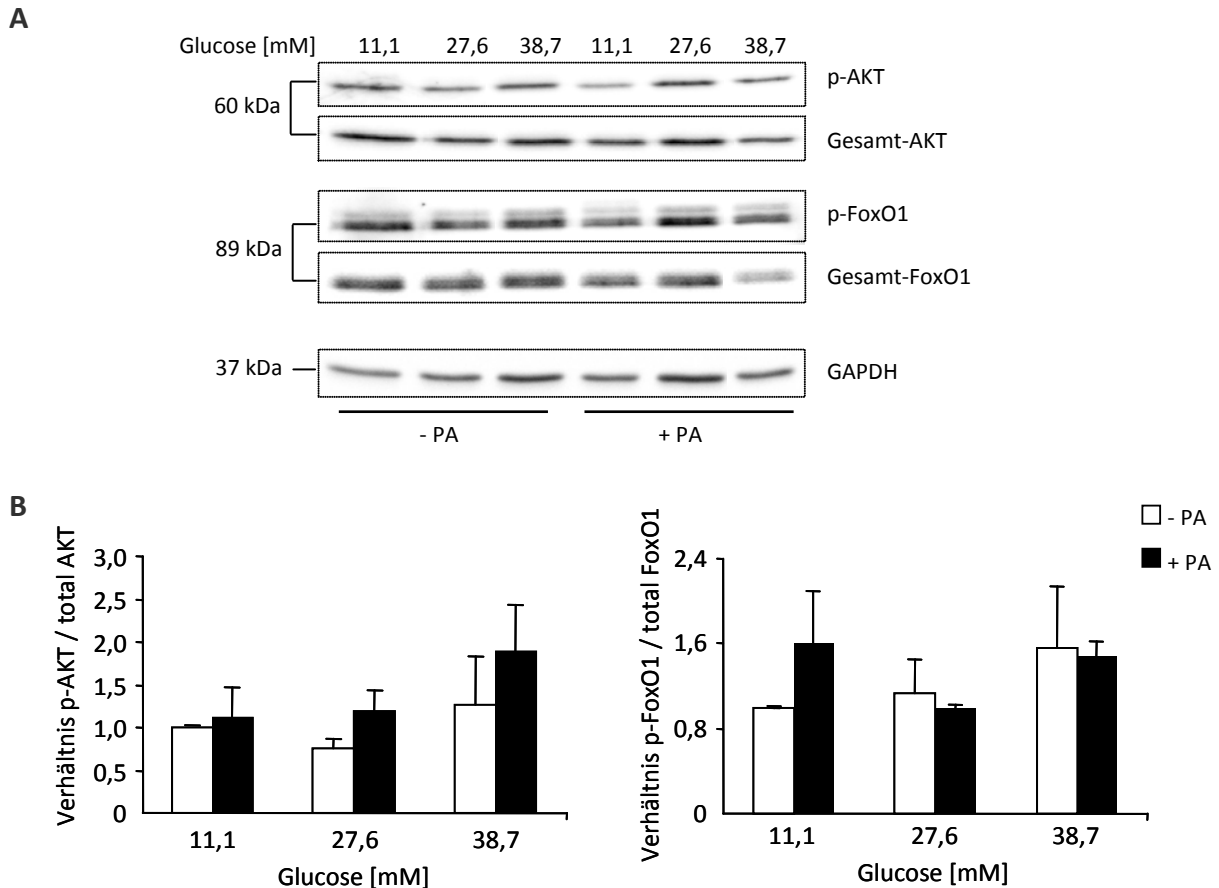 A
Glucose [mM] 11,1 27,6 38,7 11,1 27,6 38,7
p-AKT
60 kDa
Gesamt-AKT
p-FoxO1
89 kDa
Gesamt-FoxO1
37 kDa
GAPDH
- PA + PA
B
Verhältnis p-AKT / total AKT
3,0
2,5
2,0
1,5
1,0
0,5
0
11,1 27,6 38,7
Glucose [mM]
Verhältnis p-FoxO1 / total FoxO1
2,4
1,6
0,8
0
11,1 27,6 38,7
Glucose [mM]
- PA
+ PA